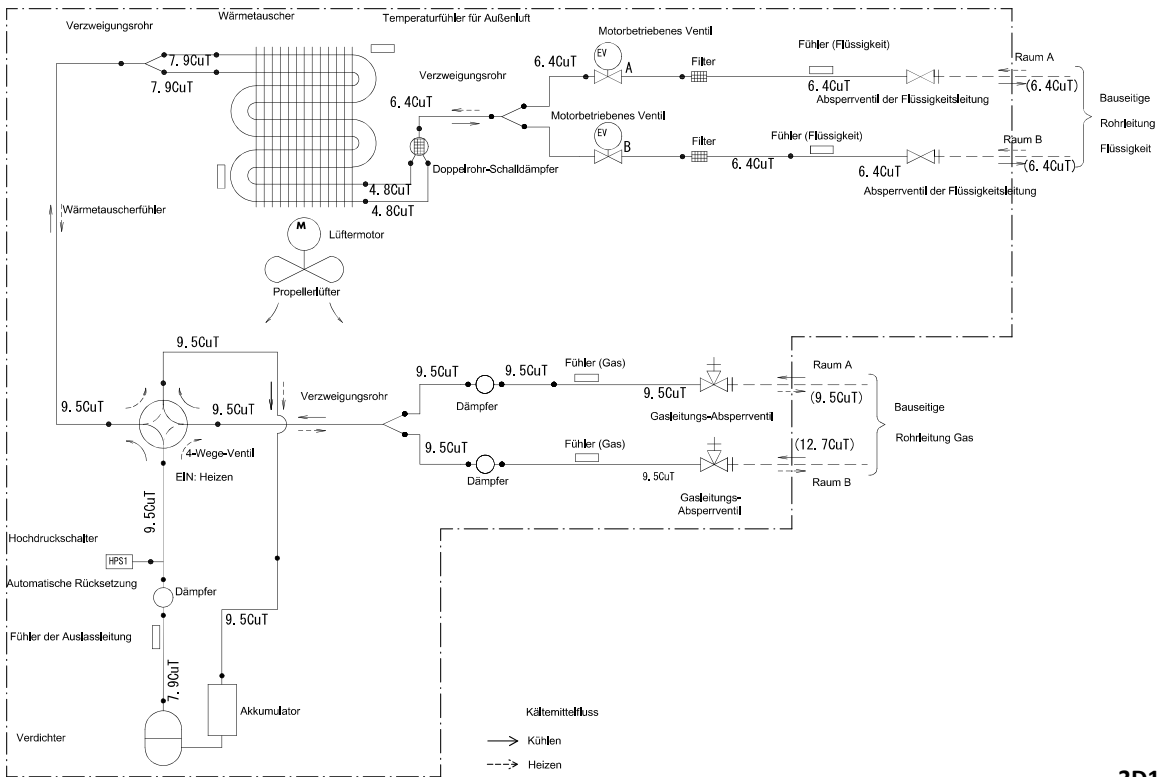 Verzweigungsrohr
Wärmetauscher
Temperaturfühler für Außenluft
7.9CuT
7.9CuT
Wärmetauscherfühler
6.4CuT
Verzweigungsrohr
Doppelrohr-Schalldämpfer
4.8CuT
4.8CuT
M
Lüftermotor
Propellerlüfter
Motorbetriebenes Ventil
EV
A
6.4CuT
Filter
Fühler (Flüssigkeit)
6.4CuT
Absperrventil der Flüssigkeitsleitung
Raum A
(6.4CuT)
Motorbetriebenes Ventil
EV
B
Filter
6.4CuT
Fühler (Flüssigkeit)
6.4CuT
Absperrventil der Flüssigkeitsleitung
Raum B
(6.4CuT)
Bauseitige
Rohrleitung
Flüssigkeit
9.5CuT
9.5CuT
9.5CuT
4-Wege-Ventil
EIN: Heizen
Verzweigungsrohr
9.5CuT
Dämpfer
9.5CuT
Fühler (Gas)
9.5CuT
Gasleitungs-Absperrventil
Raum A
(9.5CuT)
9.5CuT
Dämpfer
Fühler (Gas)
9.5CuT
Gasleitungs-
Absperrventil
(12.7CuT)
Raum B
Bauseitige
Rohrleitung Gas
9.5CuT
Hochdruckschalter
HPS1
Automatische Rücksetzung
Dämpfer
9.5CuT
Fühler der Auslassleitung
7.9CuT
Akkumulator
Verdichter
Kältemittelfluss
Kühlen
Heizen